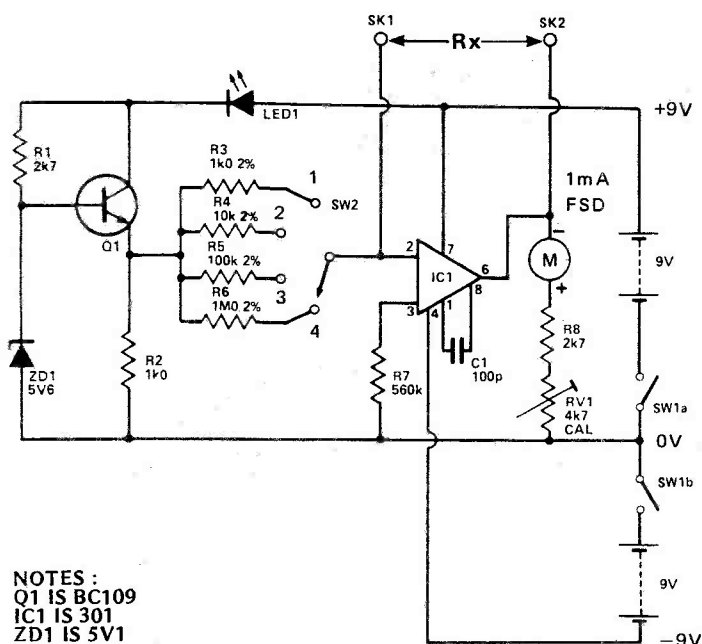 SK1
Rx
SK2
+9V
LED1
R1
2k7
R3
1k0 2%
1
SW2
R4
10k 2%
2
R5
100k 2%
3
R6
1M0 2%
4
Q1
1mA
FSD
2
7
IC1
6
3
4
1
8
−
M
+
9V
R8
2k7
R2
1k0
ZD1
5V6
R7
560k
C1
100p
RV1
4k7
CAL
SW1a
0V
SW1b
9V
−9V
NOTES :
Q1 IS BC109
IC1 IS 301
ZD1 IS 5V1